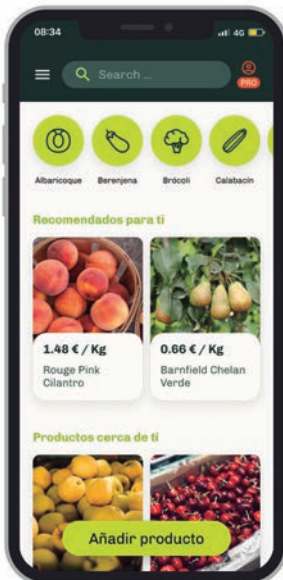 08:34 4G
Search ...
PRO
Albaricoque Berenjena Brócoli Calabacín
Recomendados para ti
1.48 € / Kg 0.66 € / Kg
Rouge Pink Barnfield Chelan
Cilantro Verde
Productos cerca de ti
Añadir producto